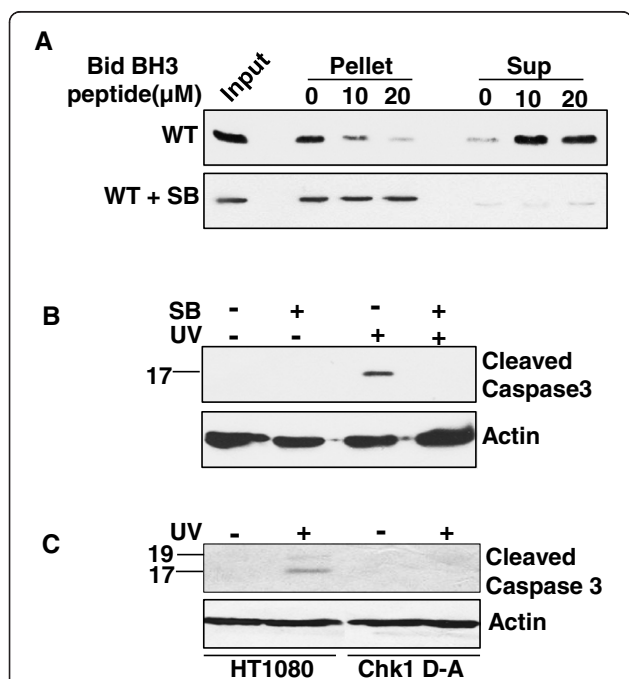 A
Bid BH3 peptide(µM) Input Pellet Sup
0 10 20 0 10 20
WT
WT + SB
B
SB - + - +
UV - - + +
17 Cleaved Caspase3
Actin
C
UV - + - +
19
17
Cleaved Caspase 3
Actin
HT1080 Chk1 D-A